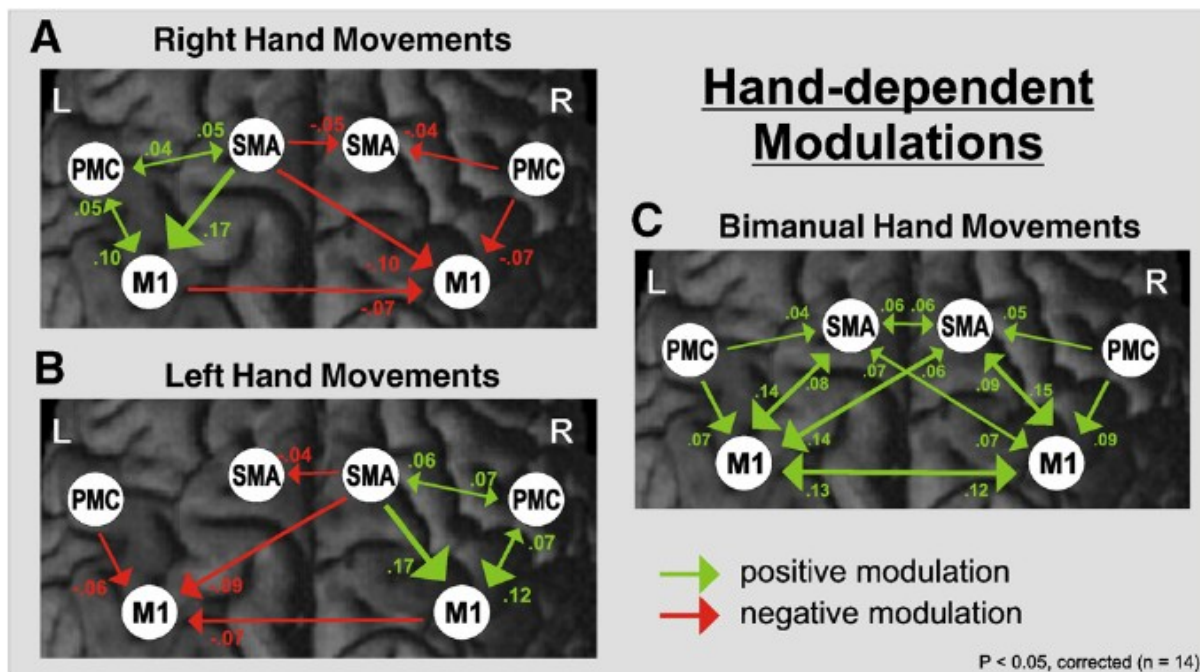 A
Right Hand Movements
L
R
.05
SMA
-.05
SMA
-.04
.04
PMC
PMC
.05
.17
.10
-.10
-.07
M1
M1
-.07
Hand-dependent
Modulations
B
Left Hand Movements
L
R
SMA
-.04
SMA
.06
.07
PMC
PMC
.07
-.06
-.09
.17
.12
M1
M1
-.07
C
Bimanual Hand Movements
L
R
.04
SMA
.06
.06
SMA
.05
PMC
PMC
.14
.08
.07
.06
.09
.15
.07
.14
.07
.09
M1
M1
.13
.12
positive modulation
negative modulation
P < 0.05, corrected (n = 14)